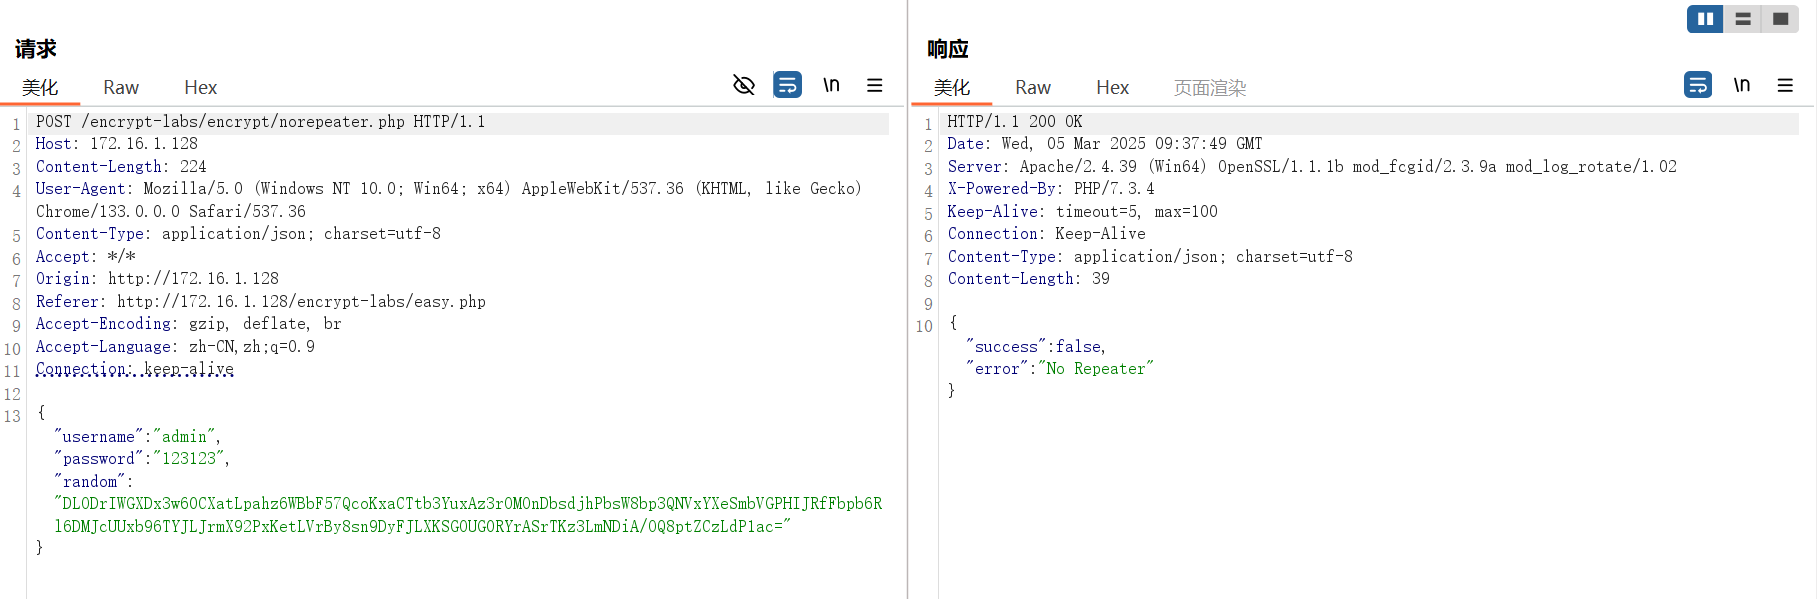 请求
美化 Raw Hex \n
1 POST /encrypt-labs/encrypt/norepeater.php HTTP/1.1
2 Host: 172.16.1.128
3 Content-Length: 224
4 User-Agent: Mozilla/5.0 (Windows NT 10.0; Win64; x64) AppleWebKit/537.36 (KHTML, like Gecko)
Chrome/133.0.0.0 Safari/537.36
5 Content-Type: application/json; charset=utf-8
6 Accept: */*
7 Origin: http://172.16.1.128
8 Referer: http://172.16.1.128/encrypt-labs/easy.php
9 Accept-Encoding: gzip, deflate, br
10 Accept-Language: zh-CN,zh;q=0.9
11 Connection: keep-alive
12
13 {
"username":"admin",
"password":"123123",
"random":
"DLODrIWGXDx3w60CXatLpahz6WBbF57QcoKxaCTtb3YuxAz3r0MOnDbsdjhPbsW8bp3QNVxYXeSmbVGPHIJRfFbpb6R
l6DMJcUUxb96TYJLJrmX92PxKetLVrBy8sn9DyFJLXKSG0UG0RYrASrTKz3LmNDiA/0Q8ptZCzLdP1ac="
}
响应
美化 Raw Hex 页面渲染 \n
1 HTTP/1.1 200 OK
2 Date: Wed, 05 Mar 2025 09:37:49 GMT
3 Server: Apache/2.4.39 (Win64) OpenSSL/1.1.1b mod_fcgid/2.3.9a mod_log_rotate/1.02
4 X-Powered-By: PHP/7.3.4
5 Keep-Alive: timeout=5, max=100
6 Connection: Keep-Alive
7 Content-Type: application/json; charset=utf-8
8 Content-Length: 39
9
10 {
"success":false,
"error":"No Repeater"
}